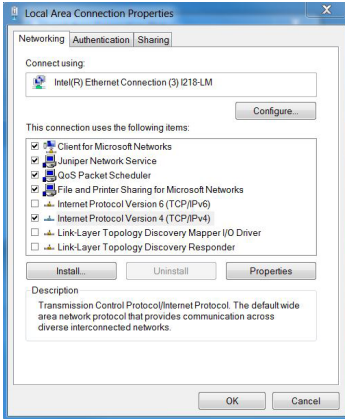 Local Area Connection Properties
Networking Authentication Sharing
Connect using:
Intel(R) Ethernet Connection (3) I218-LM
Configure...
This connection uses the following items:
Client for Microsoft Networks
Juniper Network Service
QoS Packet Scheduler
File and Printer Sharing for Microsoft Networks
Internet Protocol Version 6 (TCP/IPv6)
Internet Protocol Version 4 (TCP/IPv4)
Link-Layer Topology Discovery Mapper I/O Driver
Link-Layer Topology Discovery Responder
Install... Uninstall Properties
Description
Transmission Control Protocol/Internet Protocol. The default wide
area network protocol that provides communication across
diverse interconnected networks.
OK Cancel